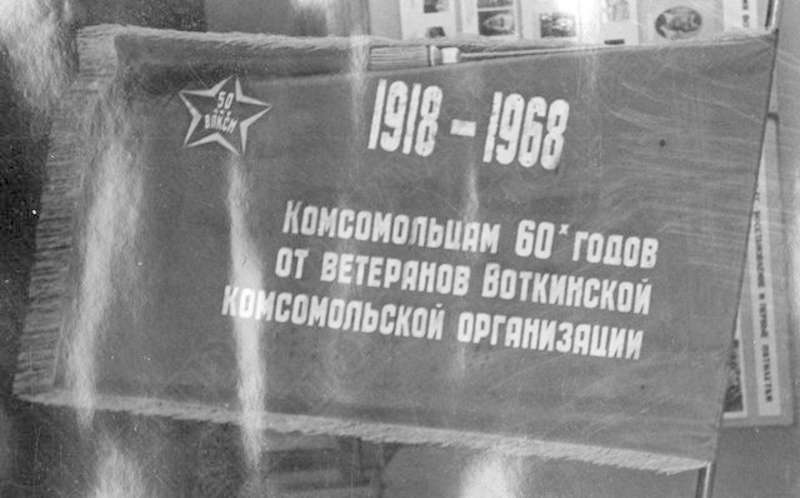 50
ВЛКСМ
1918 – 1968
Комсомольцам 60х годов
от ветеранов Воткинской
комсомольской организации